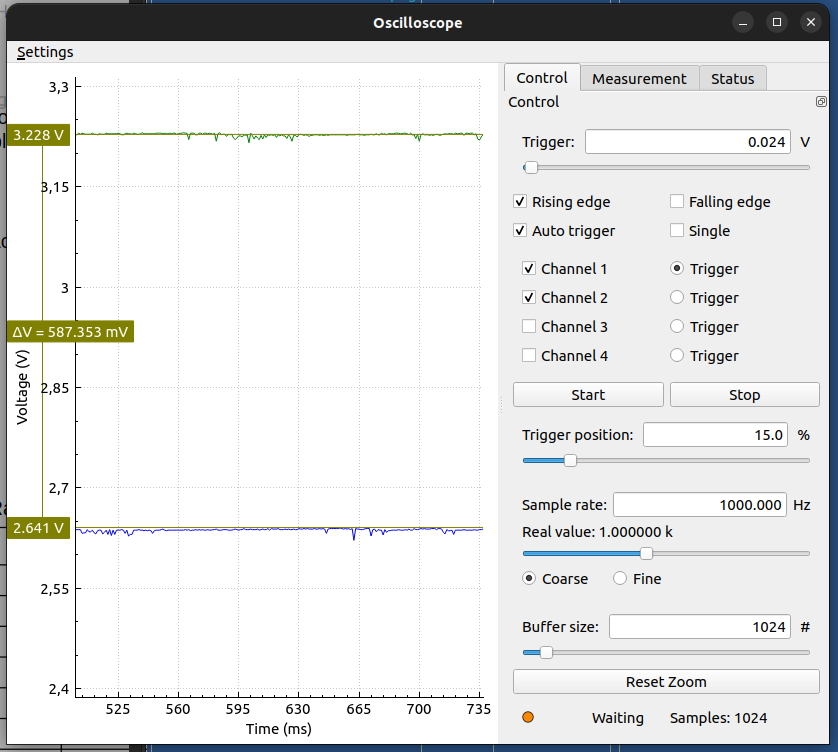 Oscilloscope
Settings
3,3
3.228 V
3,15
3
ΔV = 587.353 mV
Voltage (V)
2,85
2,7
2.641 V
2,55
2,4
525 560 595 630 665 700 735
Time (ms)
Control Measurement Status
Control
Trigger: 0.024 V
Rising edge Falling edge
Auto trigger Single
Channel 1 Trigger
Channel 2 Trigger
Channel 3 Trigger
Channel 4 Trigger
Start Stop
Trigger position: 15.0 %
Sample rate: 1000.000 Hz
Real value: 1.000000 k
Coarse Fine
Buffer size: 1024 #
Reset Zoom
Waiting Samples: 1024